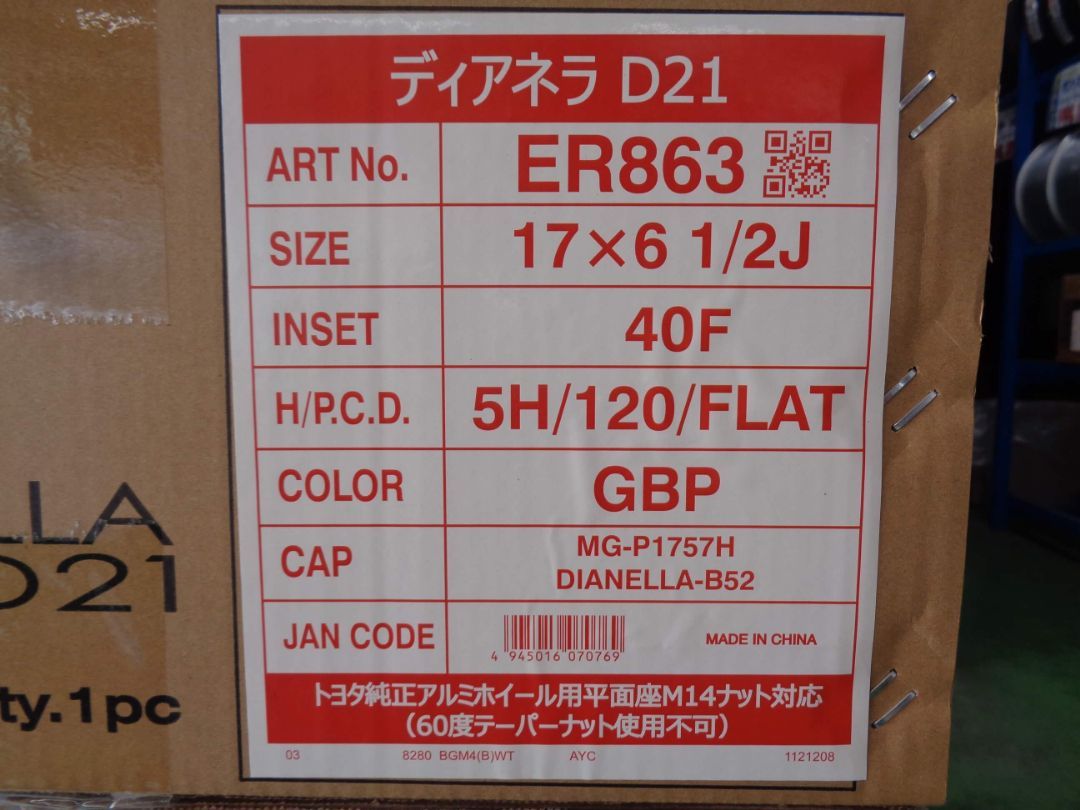 ディアネラ D21
ART No. ER863
SIZE 17×6 1/2J
INSET 40F
H/P.C.D. 5H/120/FLAT
COLOR GBP
CAP MG-P1757H
DIANELLA-B52
JAN CODE 4 945016 070769 MADE IN CHINA
トヨタ純正アルミホイール用平面座M14ナット対応
(60度テーパーナット使用不可)
03 8280 BGM4(B)WT AYC 1121208
LLA
D21
ty.1pc